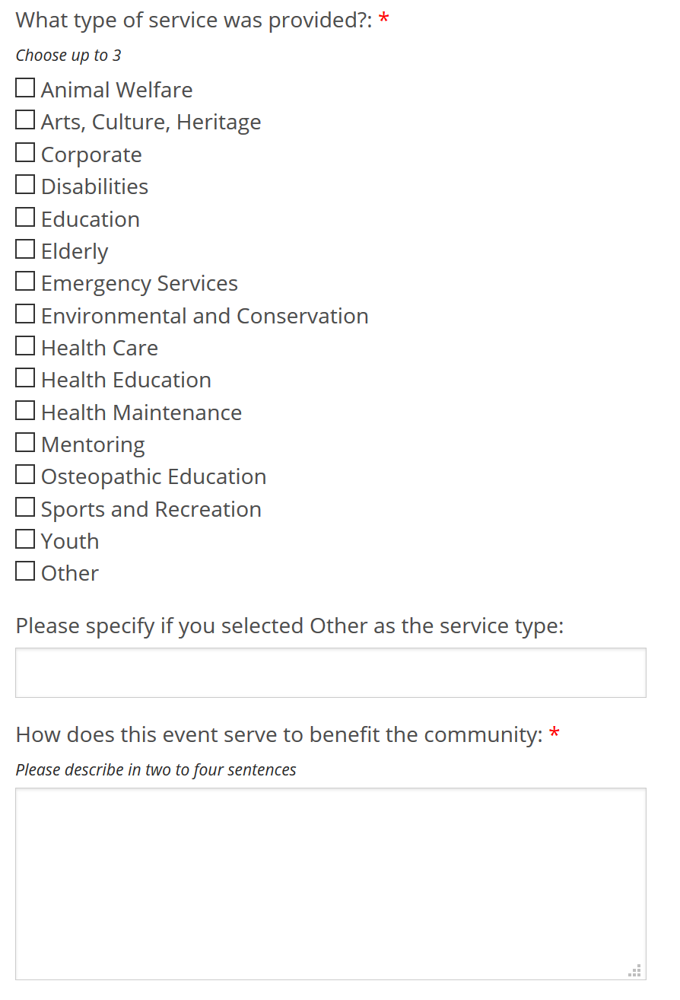 What type of service was provided?: *
Choose up to 3
Animal Welfare
Arts, Culture, Heritage
Corporate
Disabilities
Education
Elderly
Emergency Services
Environmental and Conservation
Health Care
Health Education
Health Maintenance
Mentoring
Osteopathic Education
Sports and Recreation
Youth
Other
Please specify if you selected Other as the service type:
How does this event serve to benefit the community: *
Please describe in two to four sentences